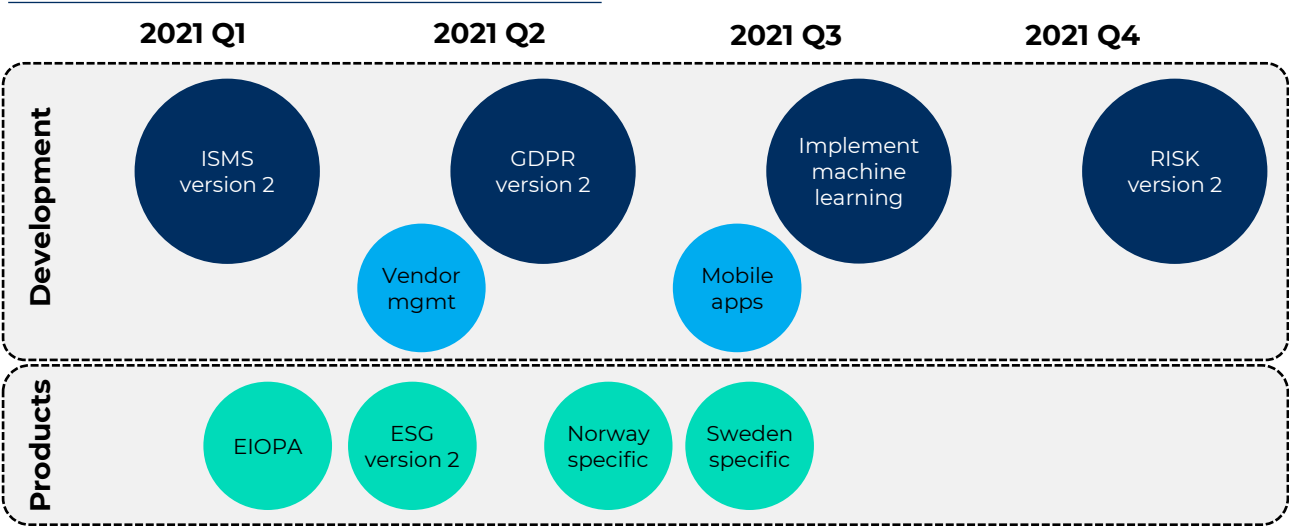 2021 Q1
2021 Q2
2021 Q3
2021 Q4
Development
ISMS
version 2
GDPR
version 2
Implement
machine
learning
RISK
version 2
Vendor
mgmt
Mobile
apps
Products
EIOPA
ESG
version 2
Norway
specific
Sweden
specific